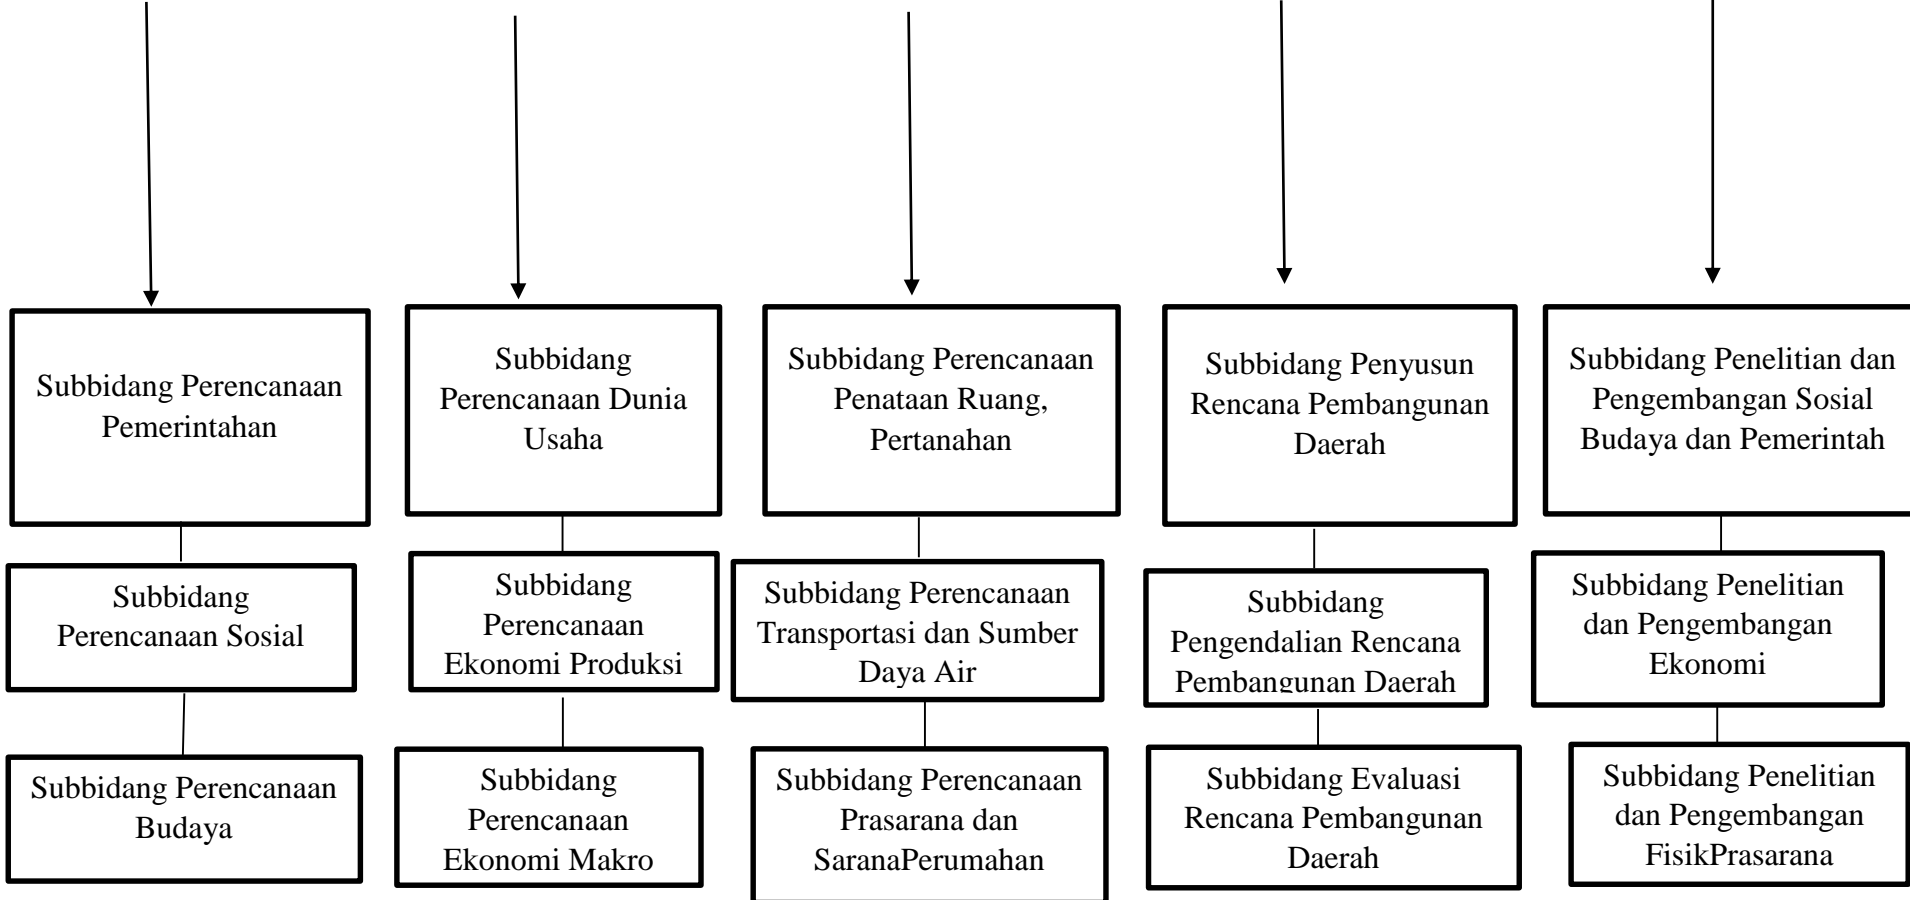 Subbidang Perencanaan
Pemerintahan
Subbidang
Perencanaan Dunia
Usaha
Subbidang Perencanaan
Penataan Ruang,
Pertanahan
Subbidang Penyusun
Rencana Pembangunan
Daerah
Subbidang Penelitian dan
Pengembangan Sosial
Budaya dan Pemerintah
Subbidang
Perencanaan Sosial
Subbidang
Perencanaan
Ekonomi Produksi
Subbidang Perencanaan
Transportasi dan Sumber
Daya Air
Subbidang
Pengendalian Rencana
Pembangunan Daerah
Subbidang Penelitian
dan Pengembangan
Ekonomi
Subbidang Perencanaan
Budaya
Subbidang
Perencanaan
Ekonomi Makro
Subbidang Perencanaan
Prasarana dan
SaranaPerumahan
Subbidang Evaluasi
Rencana Pembangunan
Daerah
Subbidang Penelitian
dan Pengembangan
FisikPrasarana